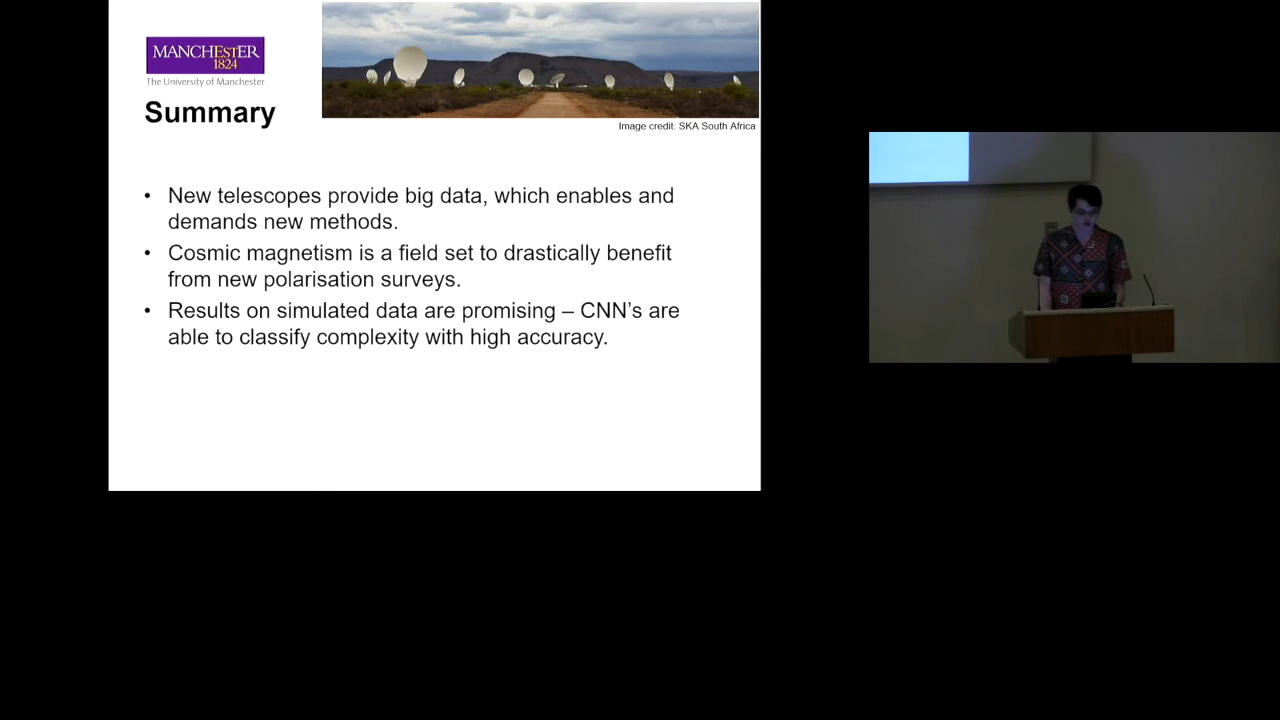 MANCHESTER
1824
The University of Manchester
Summary
Image credit: SKA South Africa
• New telescopes provide big data, which enables and
demands new methods.
• Cosmic magnetism is a field set to drastically benefit
from new polarisation surveys.
• Results on simulated data are promising – CNN’s are
able to classify complexity with high accuracy.